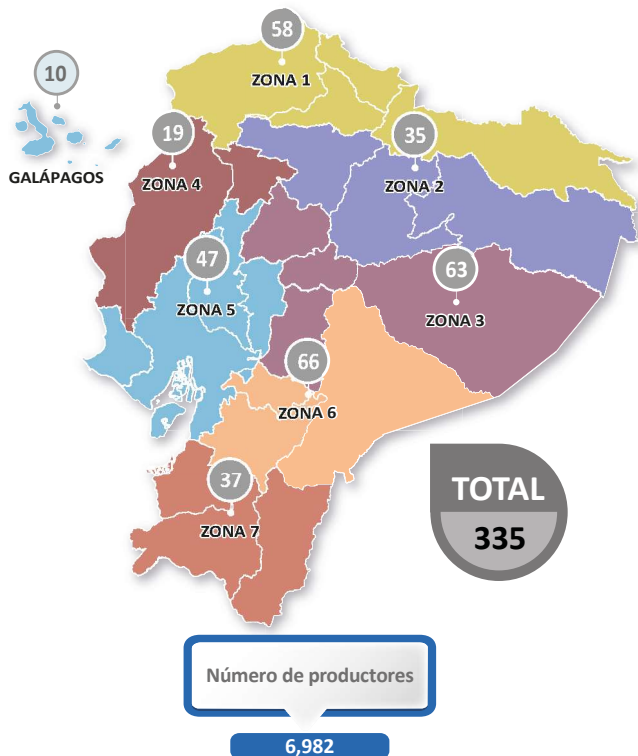 58
ZONA 1
10
GALÁPAGOS
19
ZONA 4
35
ZONA 2
47
ZONA 5
63
ZONA 3
66
ZONA 6
37
ZONA 7
TOTAL
335
Número de productores
6,982